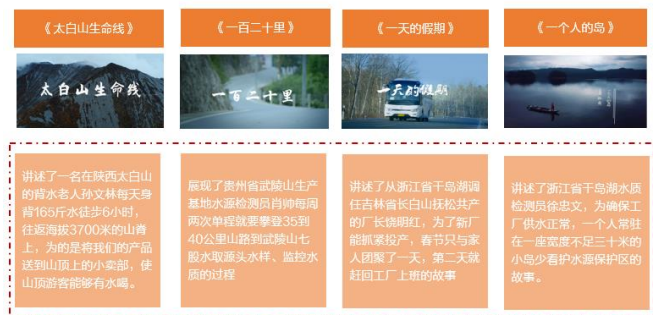 《太白山生命线》
《一百二十里》
《一天的假期》
《一个人的岛》
太白山生命线
一百二十里
一天的假期
讲述了一名在陕西太白山
的背水老人孙文林每天身
背165斤水徒步6小时，
往返海拔3700米的山脊
上，为的是将我们的产品
送到山顶上的小卖部，使
山顶游客能够有水喝。
展现了贵州省武陵山生产
基地水源检测员肖帅每周
两次单程就要攀登35到
40公里山路到武陵山七
股水取源头水样、监控水
质的过程
讲述了从浙江省千岛湖调
任吉林省长白山抚松共产
的厂长饶明红，为了新厂
能抓紧投产，春节只与家
人团聚了一天，第二天就
赶回工厂上班的故事
讲述了浙江省千岛湖水质
检测员徐忠文，为确保工
厂供水正常，一个人常驻
在一座宽度不足三十米的
小岛少看护水源保护区的
故事。